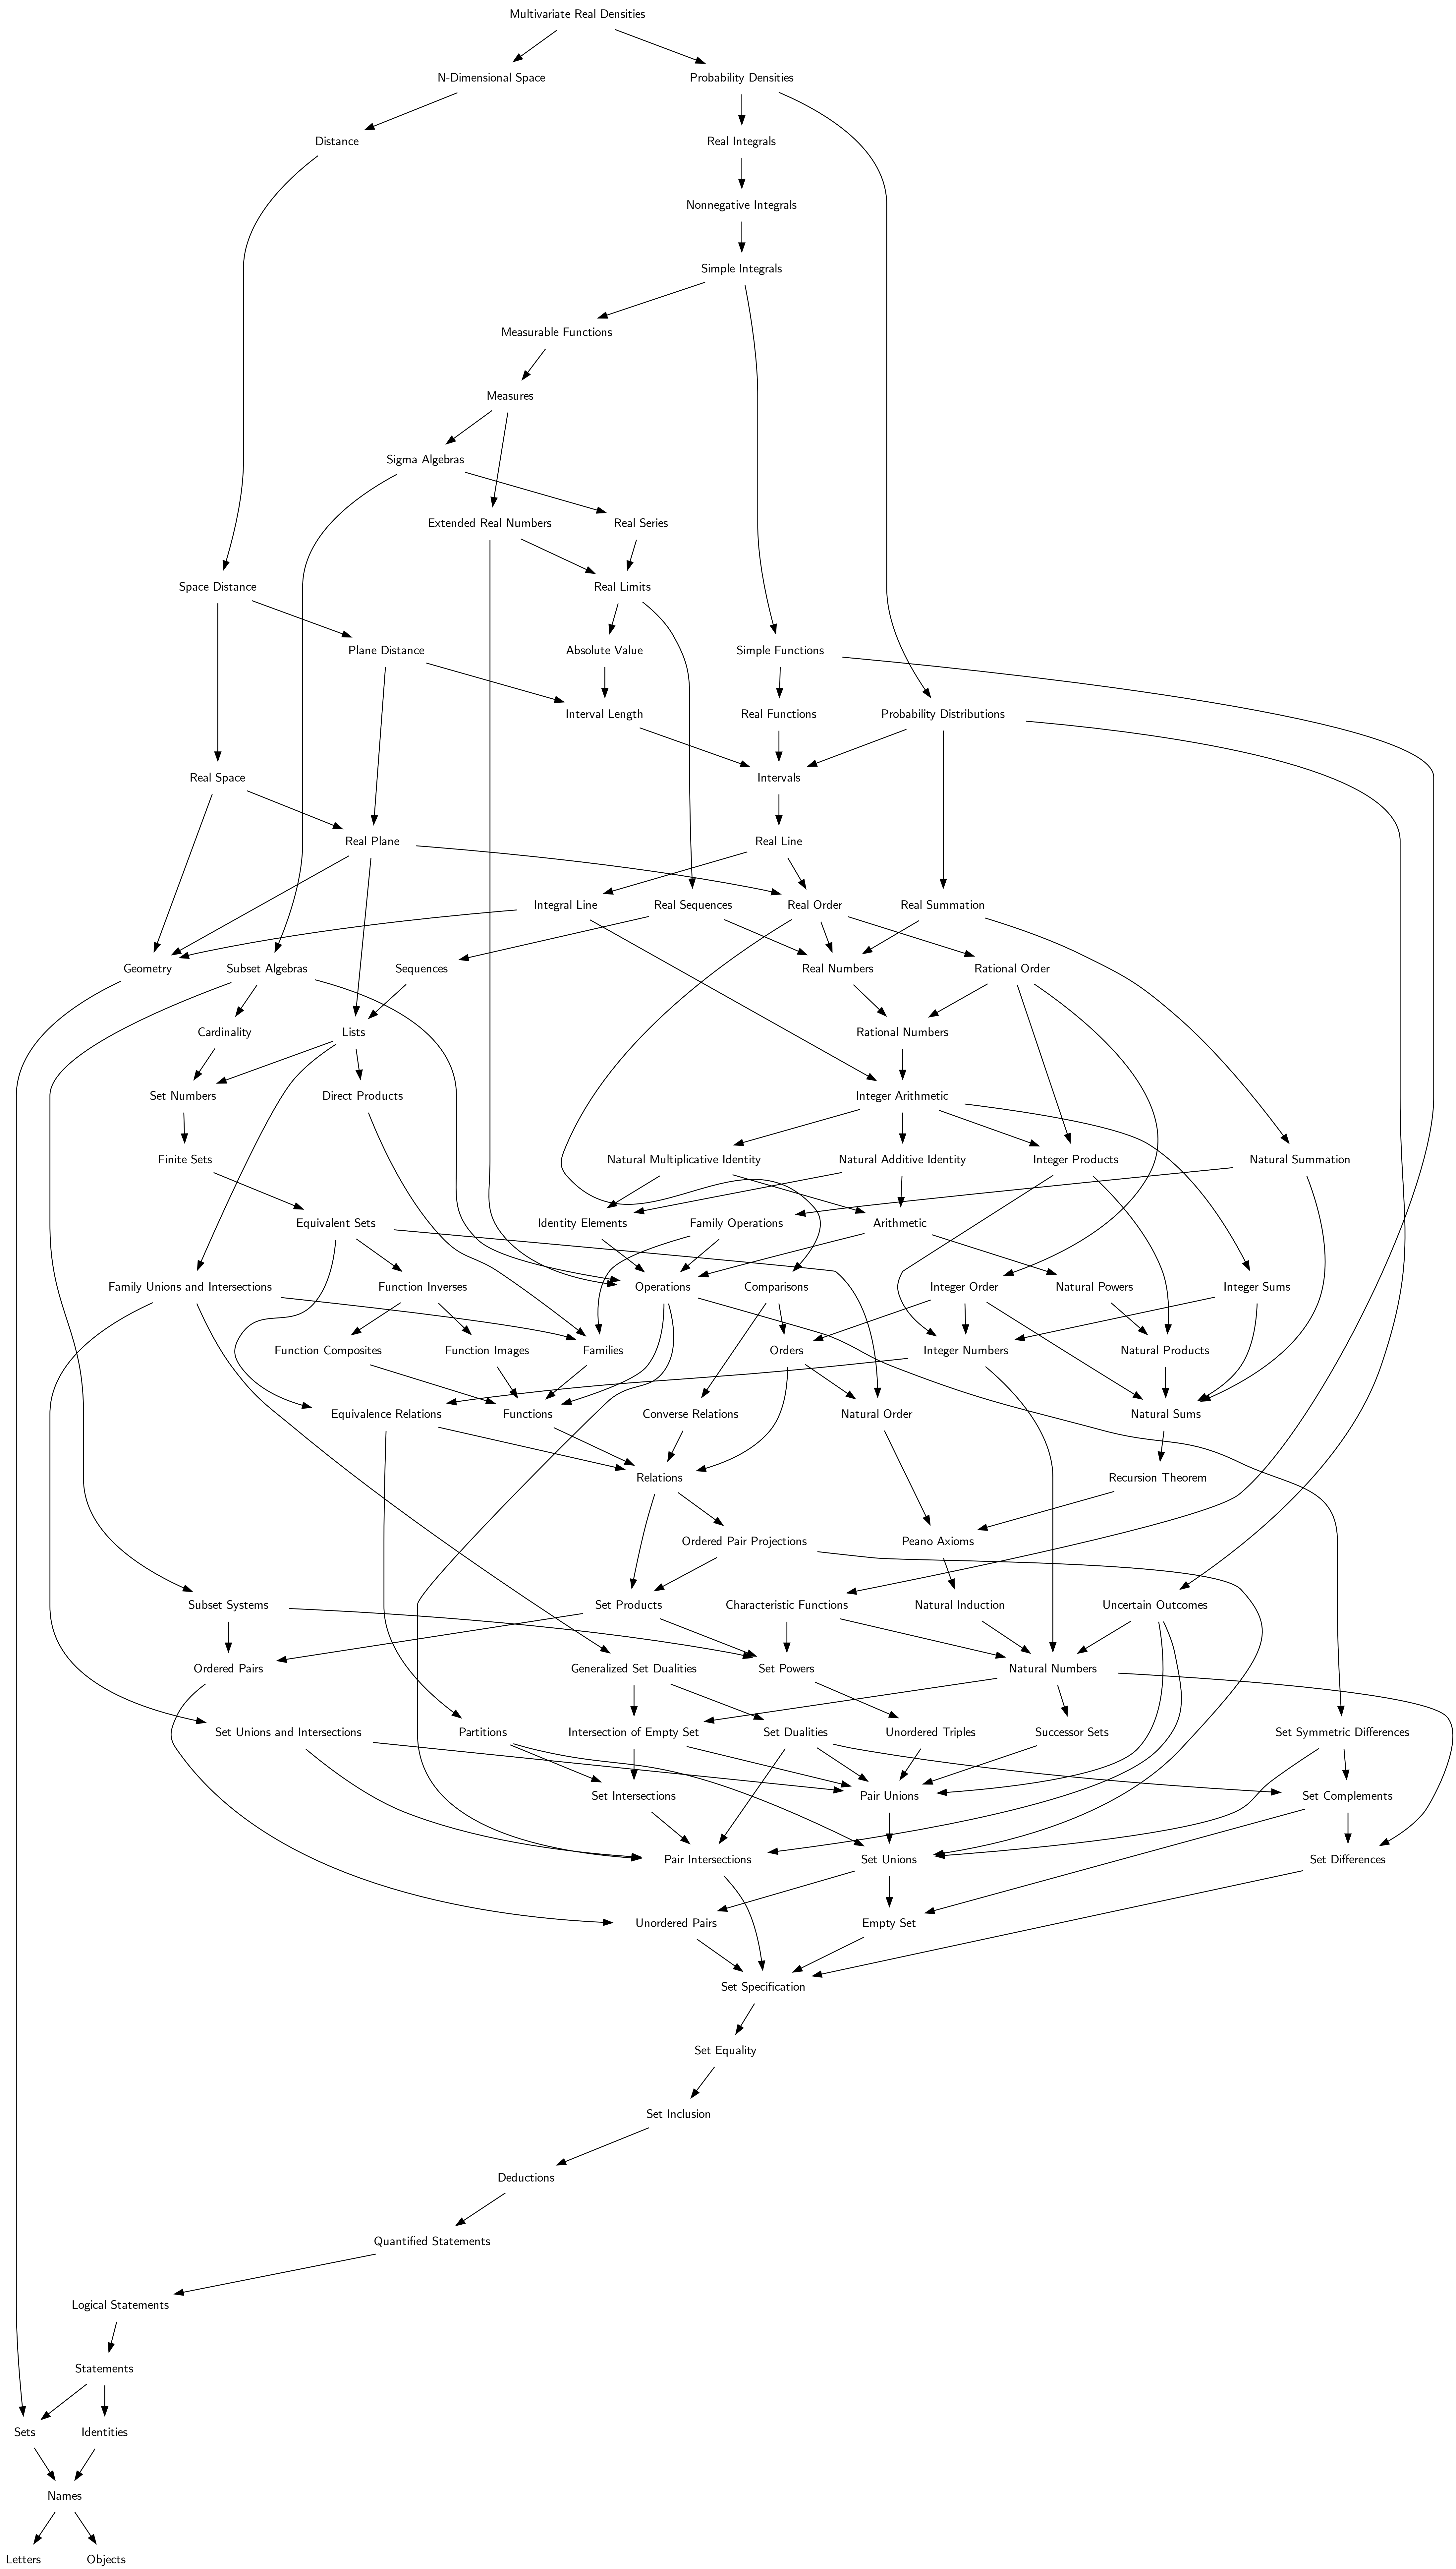 Multivariate Real Densities
N-Dimensional Space
Probability Densities
Distance
Real Integrals
Nonnegative Integrals
Simple Integrals
Measurable Functions
Measures
Sigma Algebras
Extended Real Numbers
Real Series
Space Distance
Real Limits
Plane Distance
Absolute Value
Simple Functions
Interval Length
Real Functions
Probability Distributions
Real Space
Intervals
Real Plane
Real Line
Integral Line
Real Sequences
Real Order
Real Summation
Geometry
Subset Algebras
Sequences
Real Numbers
Rational Order
Cardinality
Lists
Rational Numbers
Set Numbers
Direct Products
Integer Arithmetic
Finite Sets
Natural Multiplicative Identity
Natural Additive Identity
Integer Products
Natural Summation
Equivalent Sets
Identity Elements
Family Operations
Arithmetic
Family Unions and Intersections
Function Inverses
Operations
Comparisons
Integer Order
Natural Powers
Integer Sums
Function Composites
Function Images
Families
Orders
Integer Numbers
Natural Products
Equivalence Relations
Functions
Converse Relations
Natural Order
Natural Sums
Relations
Recursion Theorem
Ordered Pair Projections
Peano Axioms
Subset Systems
Set Products
Characteristic Functions
Natural Induction
Uncertain Outcomes
Ordered Pairs
Generalized Set Dualities
Set Powers
Natural Numbers
Set Unions and Intersections
Partitions
Intersection of Empty Set
Set Dualities
Unordered Triples
Successor Sets
Set Symmetric Differences
Set Intersections
Pair Unions
Set Complements
Pair Intersections
Set Unions
Set Differences
Unordered Pairs
Empty Set
Set Specification
Set Equality
Set Inclusion
Deductions
Quantified Statements
Logical Statements
Statements
Sets
Identities
Names
Letters
Objects